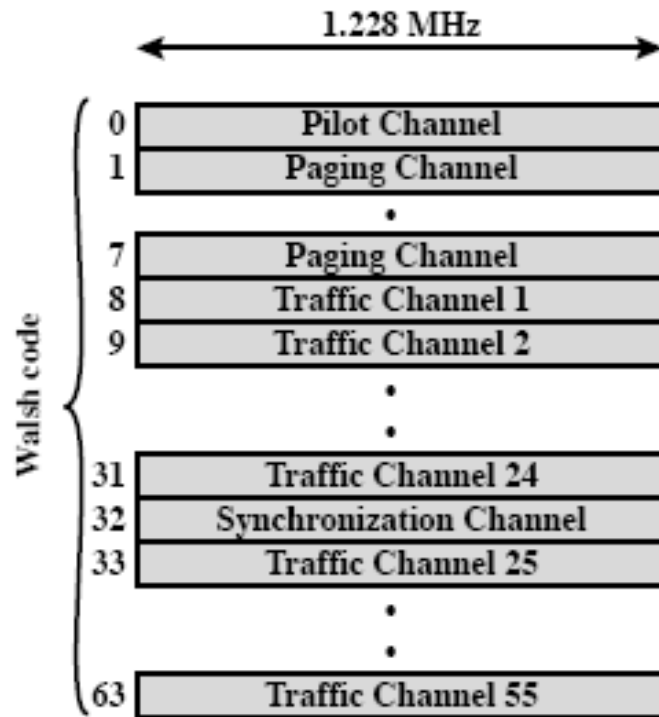 1.228 MHz
Walsh code
0 Pilot Channel
1 Paging Channel
7 Paging Channel
8 Traffic Channel 1
9 Traffic Channel 2
31 Traffic Channel 24
32 Synchronization Channel
33 Traffic Channel 25
63 Traffic Channel 55